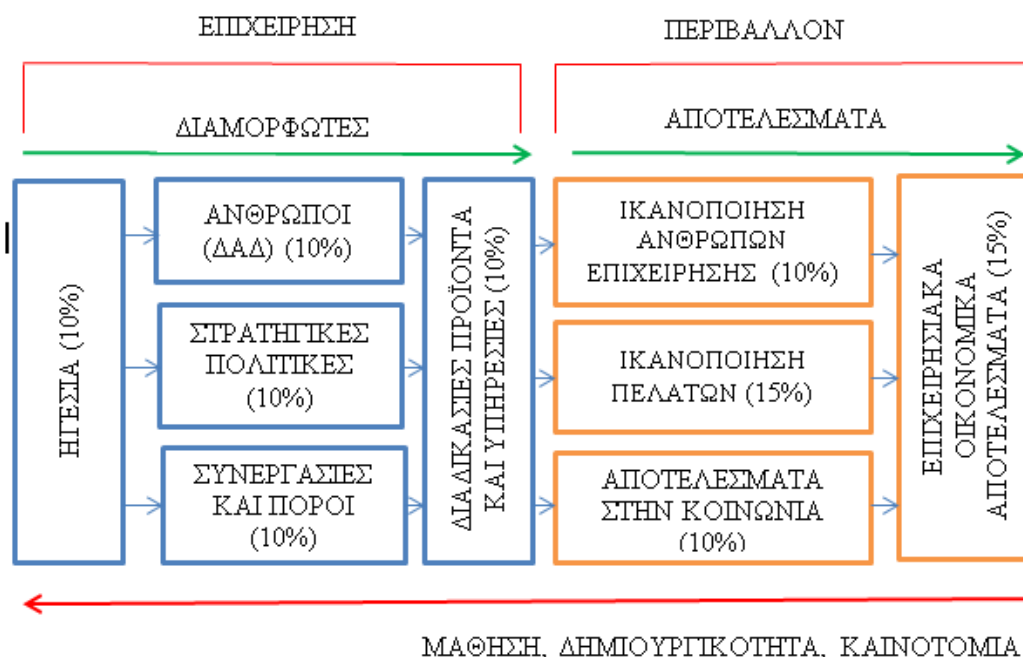 ΕΠΙΧΕΙΡΗΣΗ
ΠΕΡΙΒΑΛΛΟΝ
ΔΙΑΜΟΡΦΩΤΕΣ
ΑΠΟΤΕΛΕΣΜΑΤΑ
ΗΓΕΣΙΑ (10%)
ΑΝΘΡΩΠΟΙ
(ΔΑΔ) (10%)
ΣΤΡΑΤΗΓΙΚΕΣ
ΠΟΛΙΤΙΚΕΣ
(10%)
ΣΥΝΕΡΓΑΣΙΕΣ
ΚΑΙ ΠΟΡΟΙ
(10%)
ΔΙΑΔΙΚΑΣΙΕΣ ΠΡΟΪΟΝΤΑ
ΚΑΙ ΥΠΗΡΕΣΙΕΣ (10%)
ΙΚΑΝΟΠΟΙΗΣΗ
ΑΝΘΡΩΠΩΝ
ΕΠΙΧΕΙΡΗΣΗΣ (10%)
ΙΚΑΝΟΠΟΙΗΣΗ
ΠΕΛΑΤΩΝ (15%)
ΑΠΟΤΕΛΕΣΜΑΤΑ
ΣΤΗΝ ΚΟΙΝΩΝΙΑ
(10%)
ΕΠΙΧΕΙΡΗΣΙΑΚΑ
ΟΙΚΟΝΟΜΙΚΑ
ΑΠΟΤΕΛΕΣΜΑΤΑ (15%)
ΜΑΘΗΣΗ, ΔΗΜΙΟΥΡΓΙΚΟΤΗΤΑ, ΚΑΙΝΟΤΟΜΙΑ